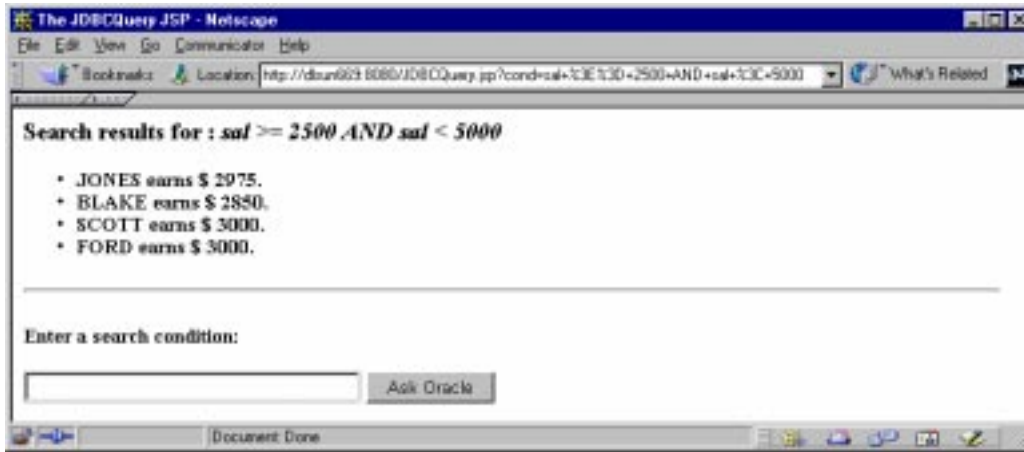 The JDBCQuery JSP - Netscape
File Edit View Go Communicator Help
Bookmarks Location: http://dlsun669:8080/JDBCQuery.jsp?cond=sal+%3E%3D+2500+AND+sal+%3C+5000 What's Related
Search results for : sal >= 2500 AND sal < 5000
• JONES earns $ 2975.
• BLAKE earns $ 2850.
• SCOTT earns $ 3000.
• FORD earns $ 3000.
Enter a search condition:
Ask Oracle
Document: Done